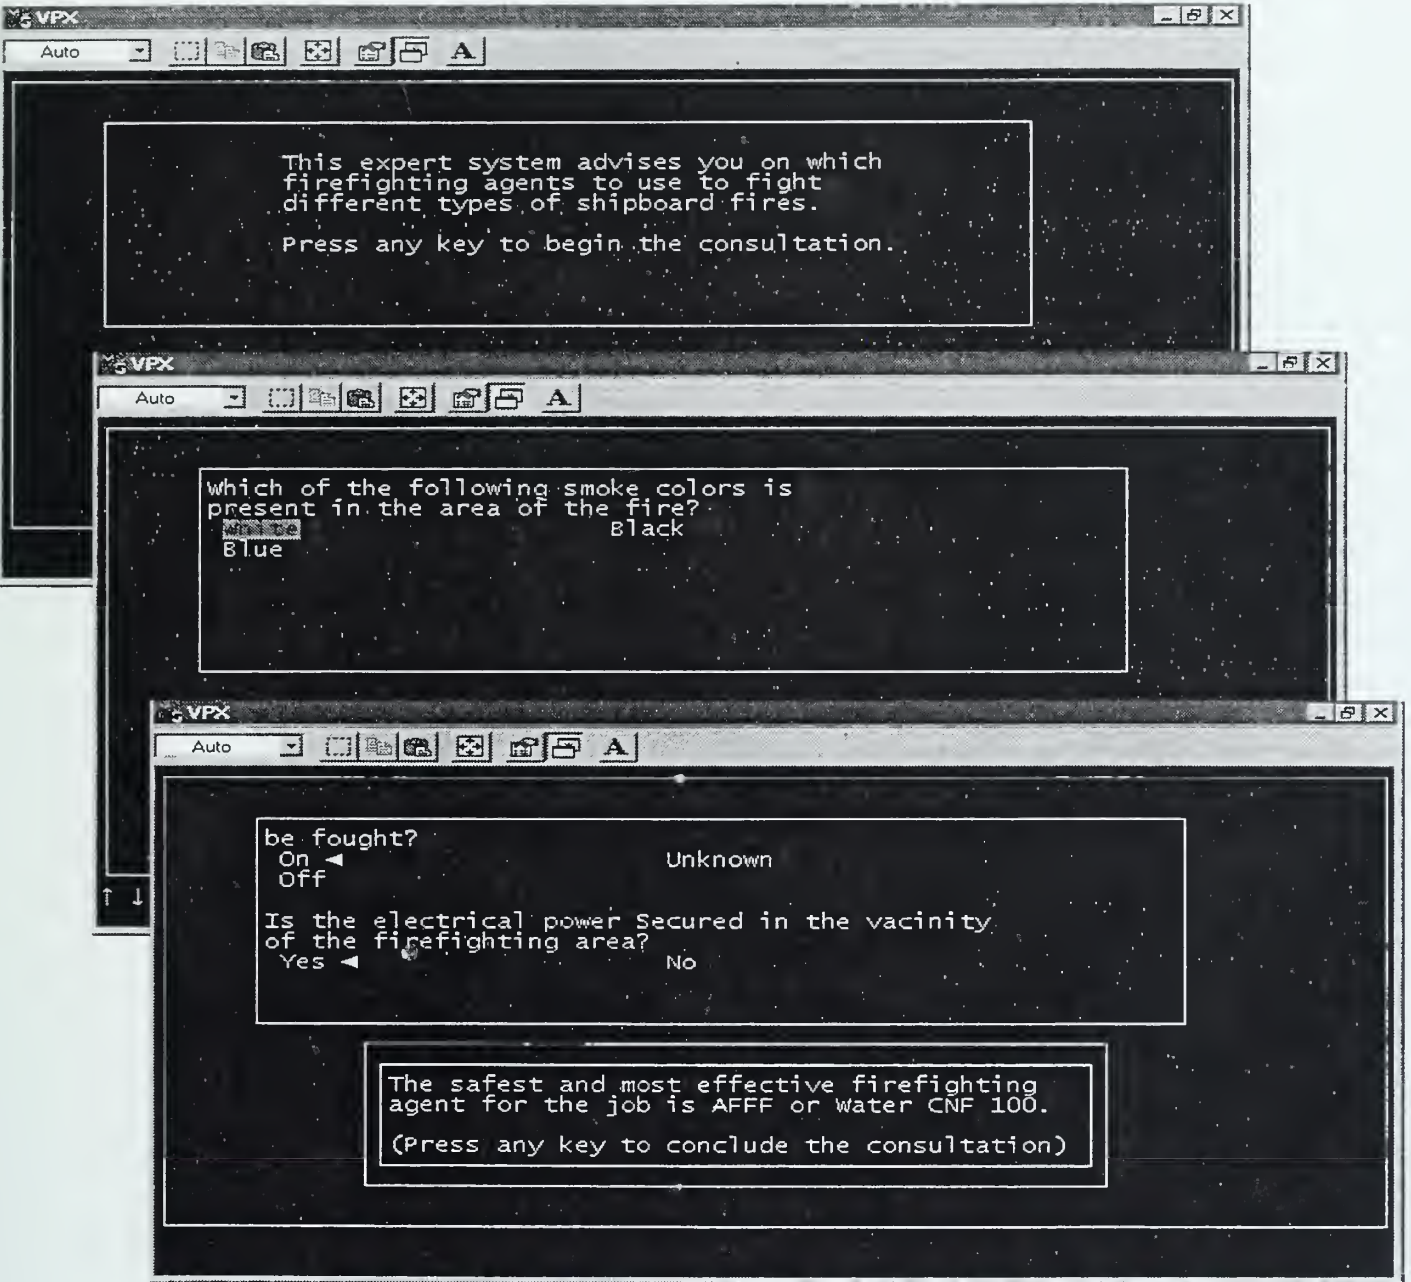 VPX
Auto
A
This expert system advises you on which
firefighting agents to use to fight
different types of shipboard fires.
Press any key to begin the consultation.
VPX
Auto
A
Which of the following smoke colors is
present in the area of the fire?
White Black
Blue
↑ ↓
VPX
Auto
A
be fought?
On ◄ Unknown
Off
Is the electrical power Secured in the vacinity
of the firefighting area?
Yes ◄ No
The safest and most effective firefighting
agent for the job is AFFF or Water CNF 100.
(Press any key to conclude the consultation)